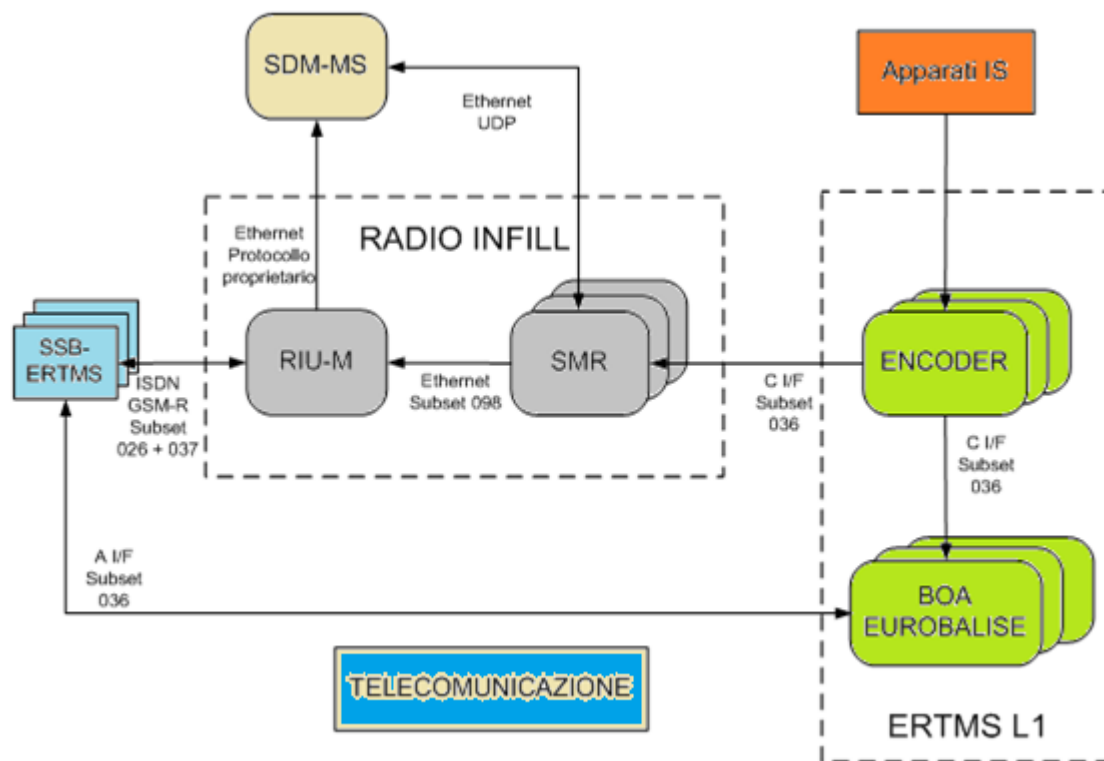 SDM-MS
Apparati IS
Ethernet
UDP
Ethernet
Protocollo
proprietario
RADIO INFILL
SSB-
ERTMS
RIU-M
SMR
ENCODER
ISDN
GSM-R
Subset
026 + 037
Ethernet
Subset 098
C I/F
Subset
036
C I/F
Subset
036
A I/F
Subset
036
BOA
EUROBALISE
TELECOMUNICAZIONE
ERTMS L1